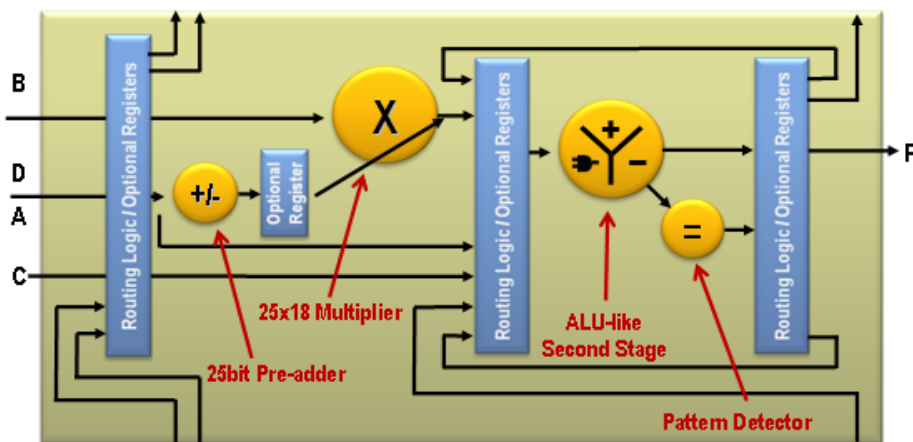 B
D
A
C
Routing Logic / Optional Registers
+/-
Optional
Register
X
Routing Logic / Optional Registers
+
-
=
Routing Logic / Optional Registers
P
25x18 Multiplier
25bit Pre-adder
ALU-like
Second Stage
Pattern Detector